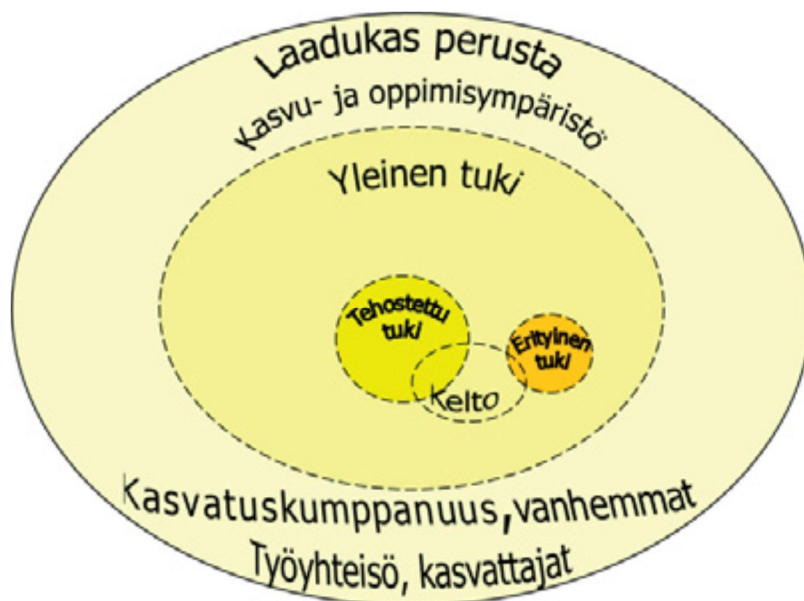 Laadukas perusta
Kasvu- ja oppimisympäristö
Yleinen tuki
Tehostettu
tuki
Erityinen
tuki
Kelto
Kasvatuskumppanuus, vanhemmat
Työyhteisö, kasvattajat